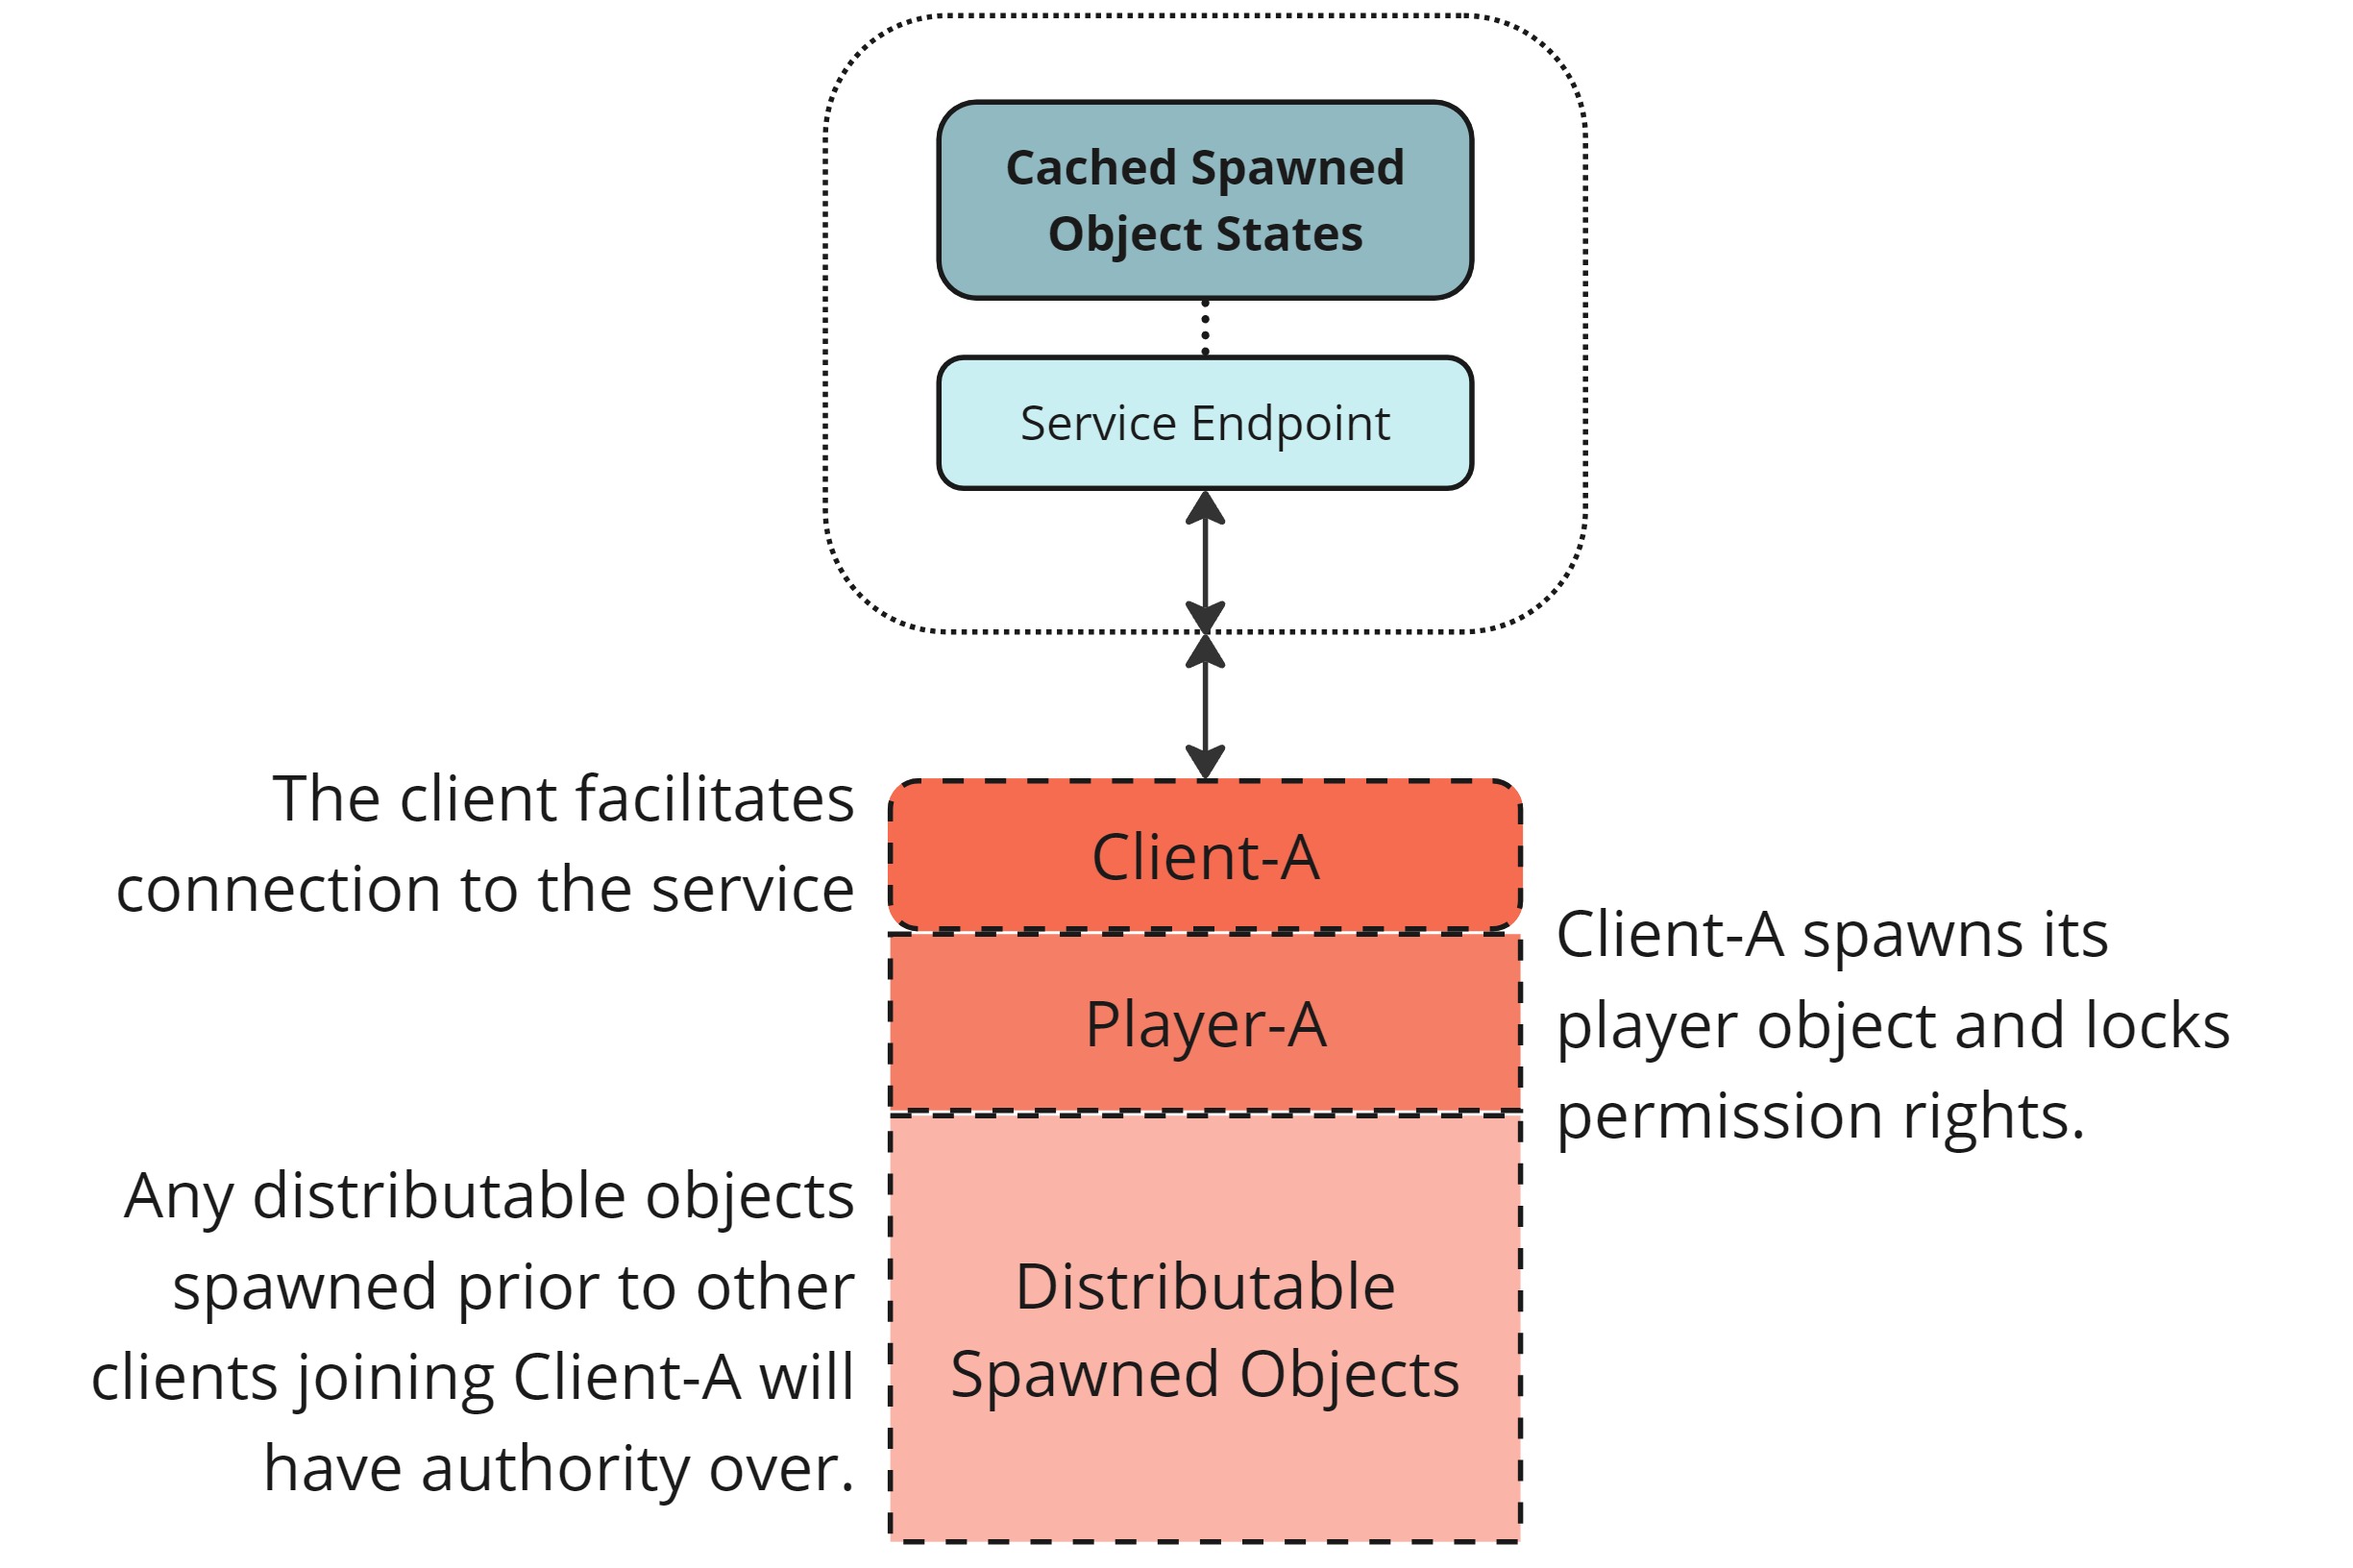 Cached Spawned
Object States
Service Endpoint
The client facilitates
connection to the service
Client-A
Client-A spawns its
player object and locks
permission rights.
Player-A
Any distributable objects
spawned prior to other
clients joining Client-A will
have authority over.
Distributable
Spawned Objects